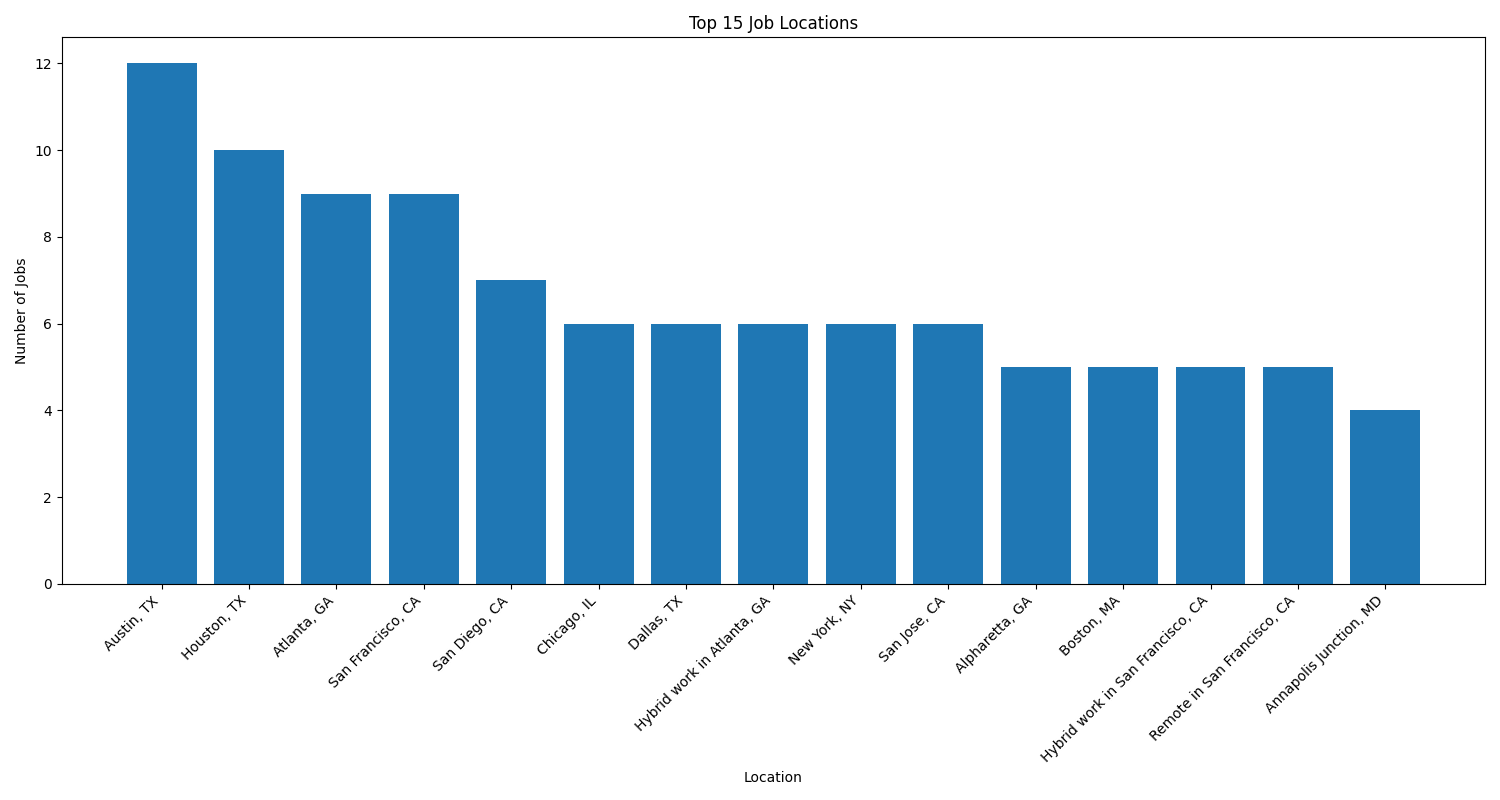 Top 15 Job Locations
Number of Jobs
12
10
8
6
4
2
0
Austin, TX
Houston, TX
Atlanta, GA
San Francisco, CA
San Diego, CA
Chicago, IL
Dallas, TX
Hybrid work in Atlanta, GA
New York, NY
San Jose, CA
Alpharetta, GA
Boston, MA
Hybrid work in San Francisco, CA
Remote in San Francisco, CA
Annapolis Junction, MD
Location